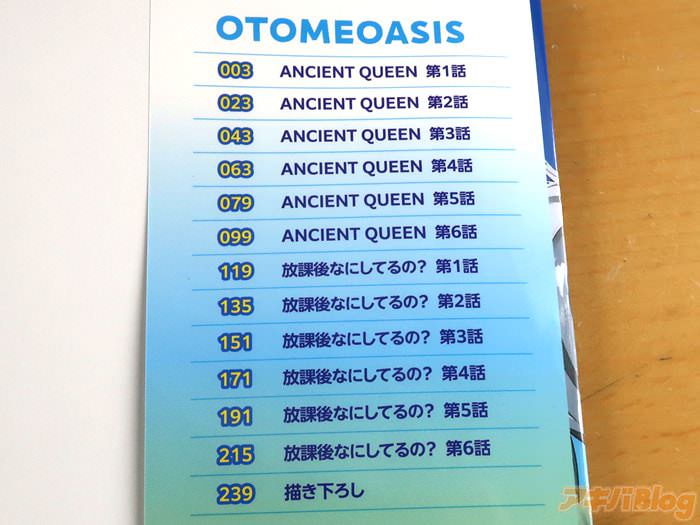 OTOMEOASIS
003 ANCIENT QUEEN 第1話
023 ANCIENT QUEEN 第2話
043 ANCIENT QUEEN 第3話
063 ANCIENT QUEEN 第4話
079 ANCIENT QUEEN 第5話
099 ANCIENT QUEEN 第6話
119 放課後なにしてるの? 第1話
135 放課後なにしてるの? 第2話
151 放課後なにしてるの? 第3話
171 放課後なにしてるの? 第4話
191 放課後なにしてるの? 第5話
215 放課後なにしてるの? 第6話
239 描き下ろし
アキバBlog